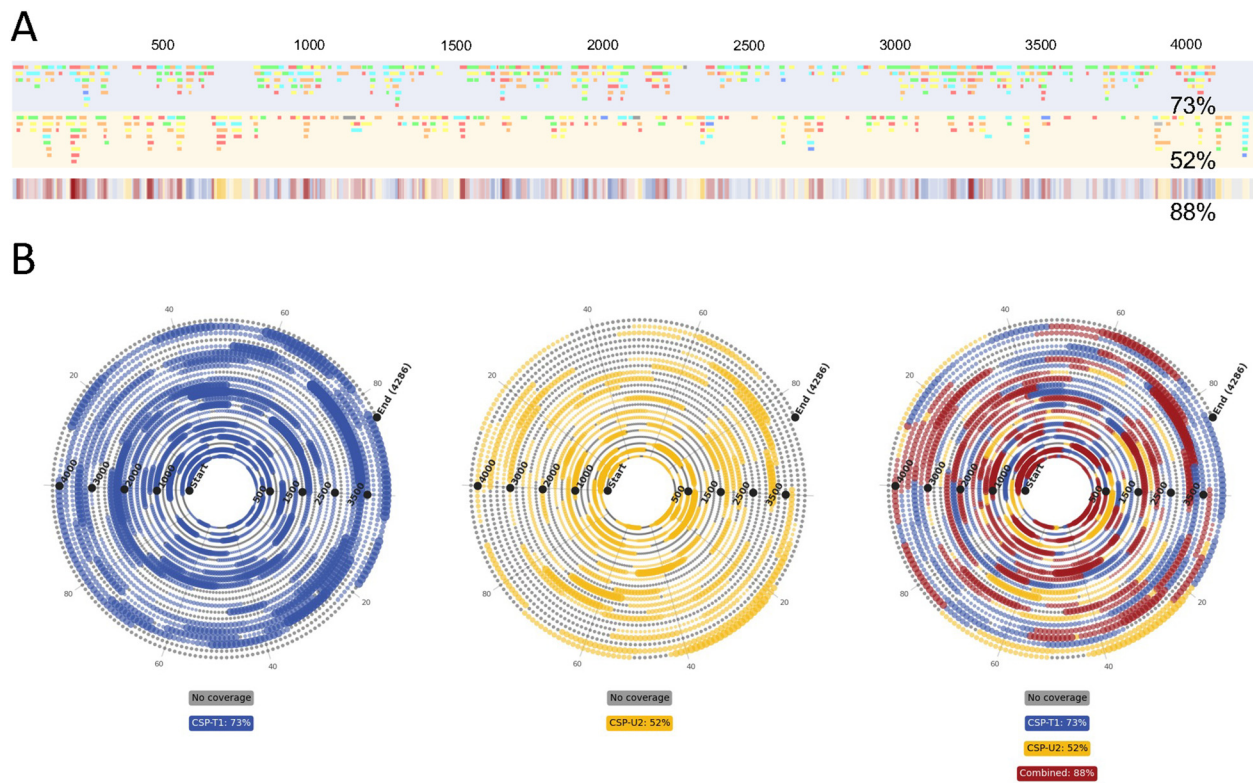 A
500 1000 1500 2000 2500 3000 3500 4000
73%
52%
88%
B
40 60
20 80
End (4286)
4000 3000 2000 1000 Start 500 1500 2500 3500
80 20
60 40
No coverage
CSP-T1: 73%
40 60
20 80
End (4286)
4000 3000 2000 1000 Start 500 1500 2500 3500
80 20
60 40
No coverage
CSP-U2: 52%
40 60
20 80
End (4286)
4000 3000 2000 1000 Start 500 1500 2500 3500
80 20
60 40
No coverage
CSP-T1: 73%
CSP-U2: 52%
Combined: 88%